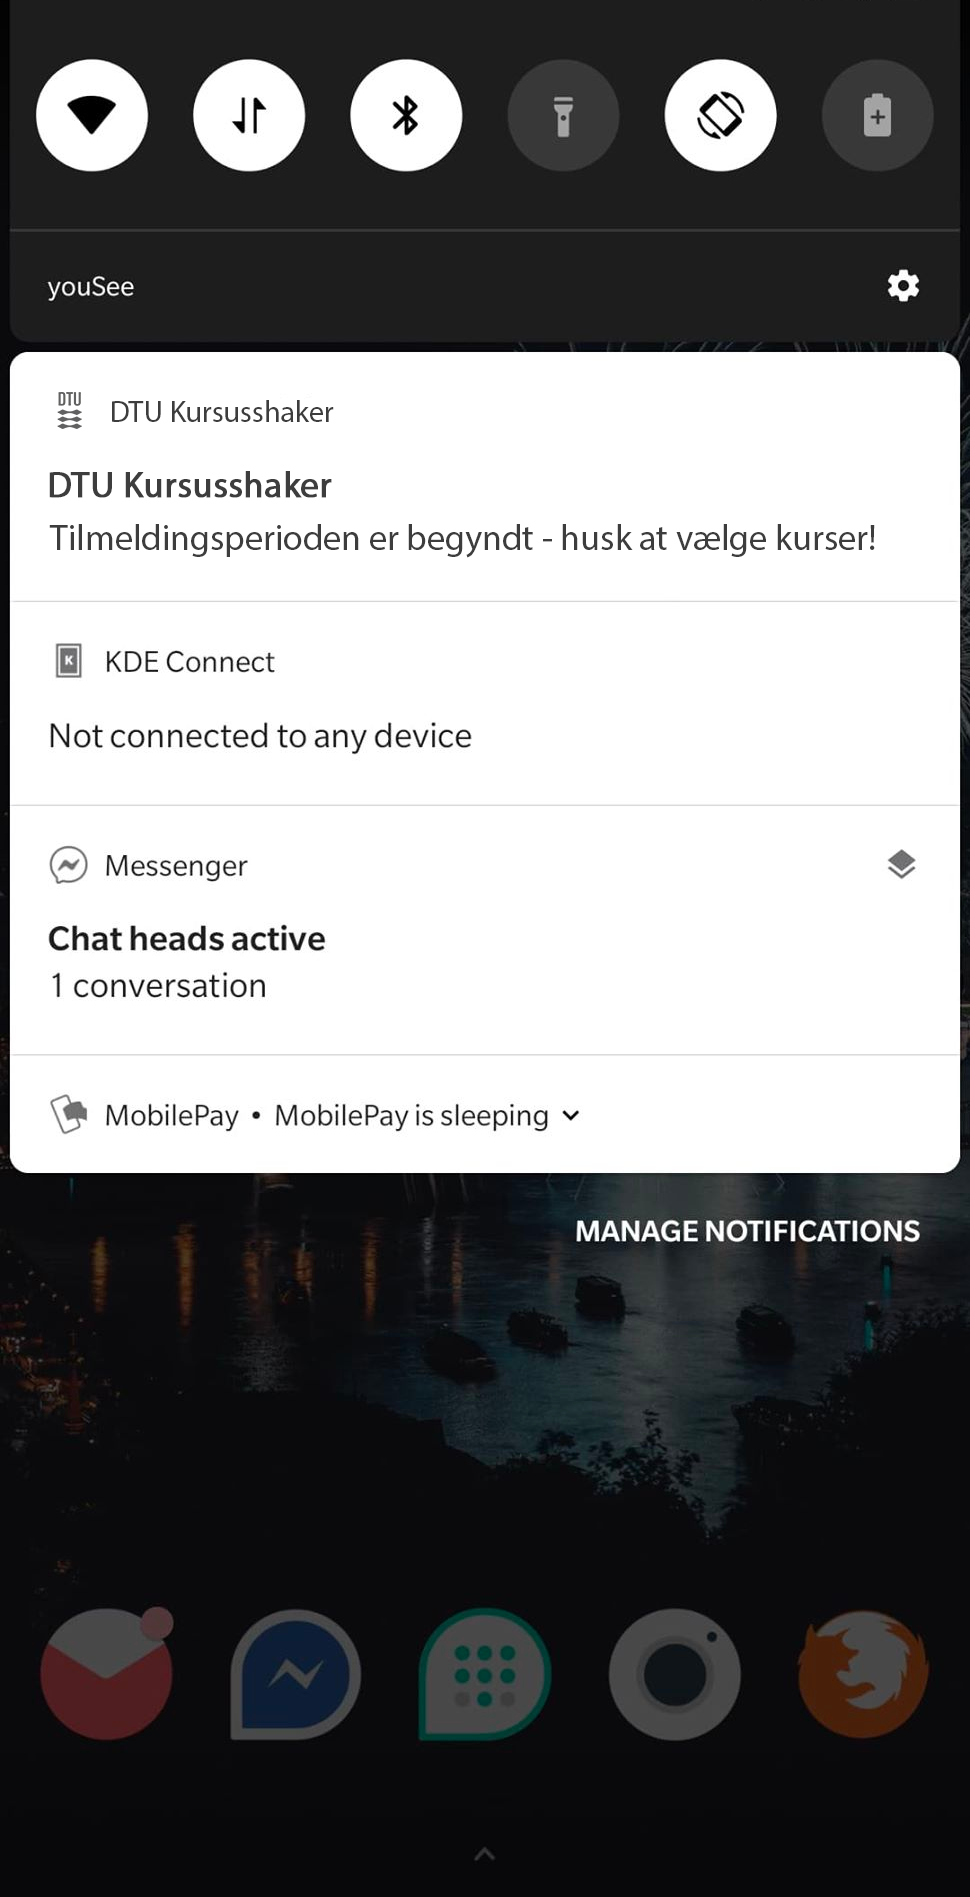 youSee
DTU
DTU Kursusshaker
DTU Kursusshaker
Tilmeldingsperioden er begyndt - husk at vælge kurser!
K
KDE Connect
Not connected to any device
Messenger
Chat heads active
1 conversation
MobilePay • MobilePay is sleeping
MANAGE NOTIFICATIONS